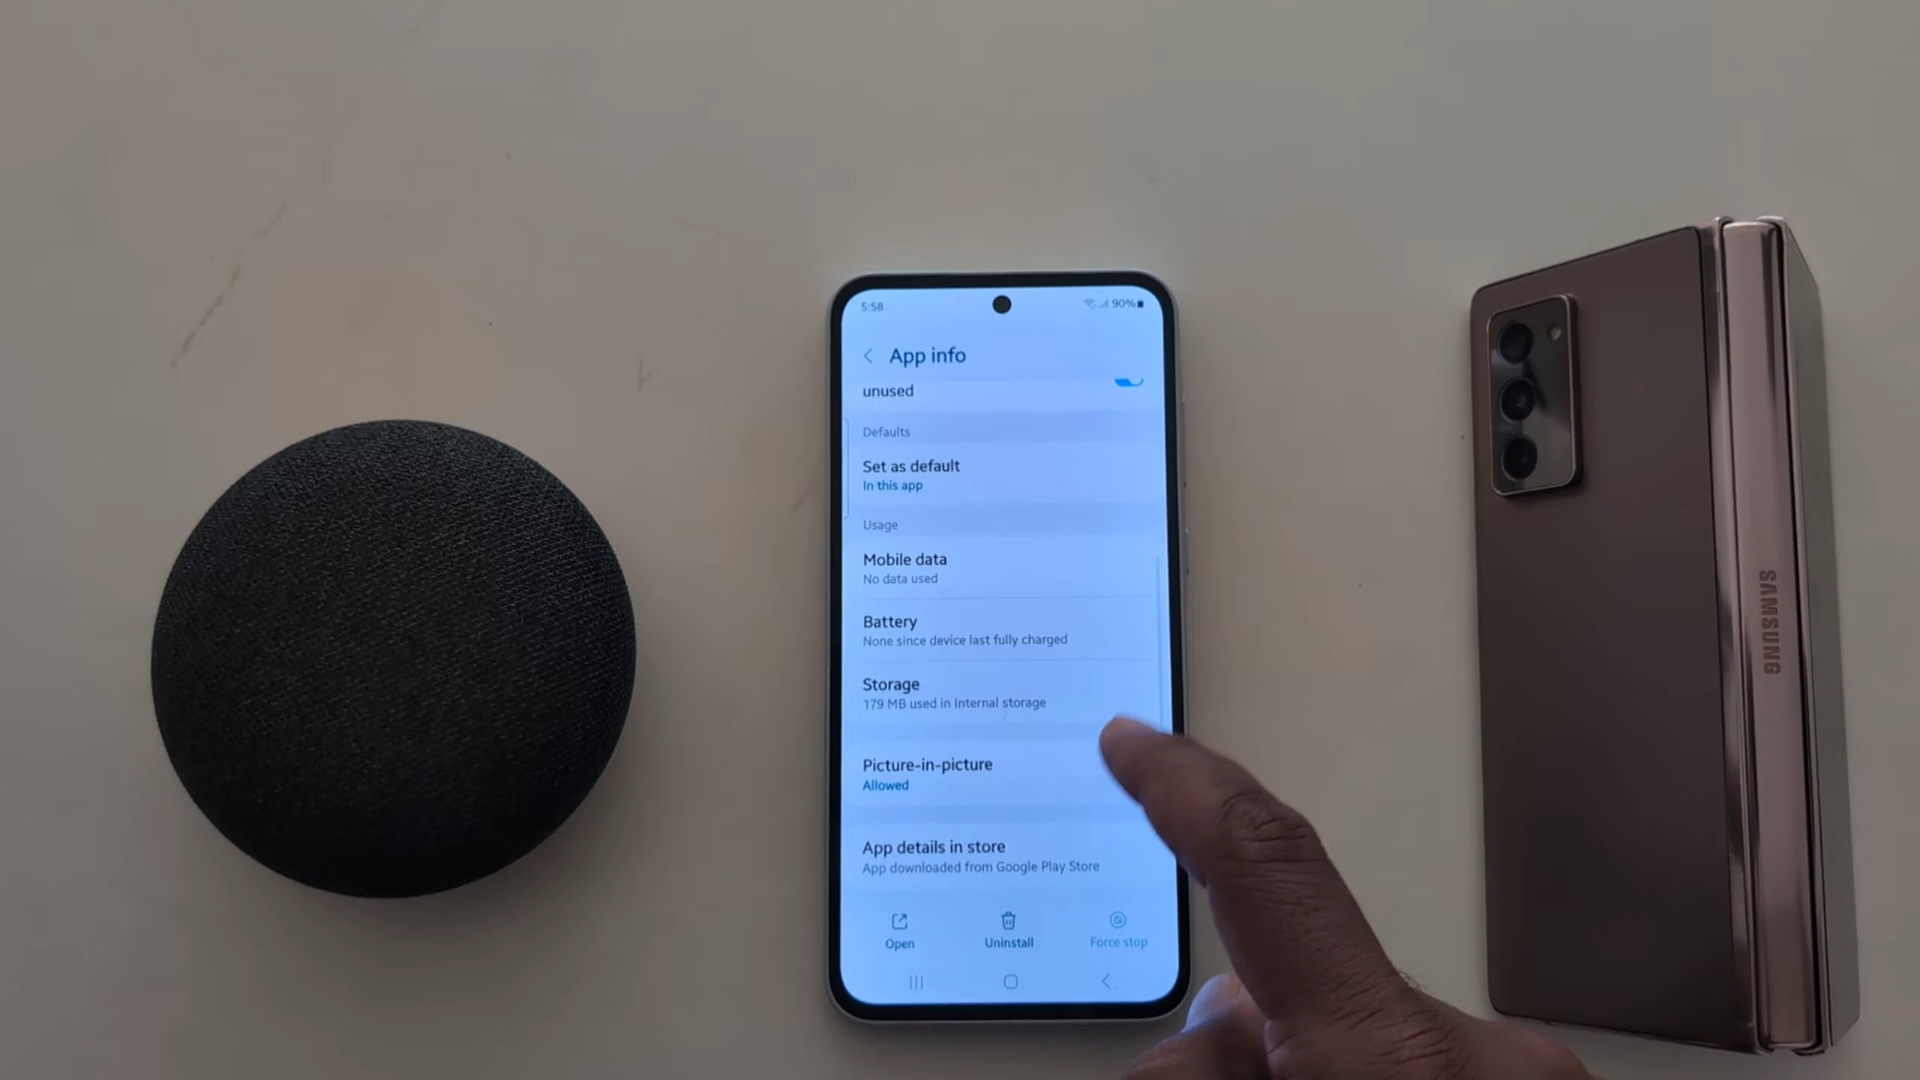 5:58
90%
App info
unused
Defaults
Set as default
In this app
Usage
Mobile data
No data used
Battery
None since device last fully charged
Storage
179 MB used in Internal storage
Picture-in-picture
Allowed
App details in store
App downloaded from Google Play Store
Open
Uninstall
Force stop
SAMSUNG